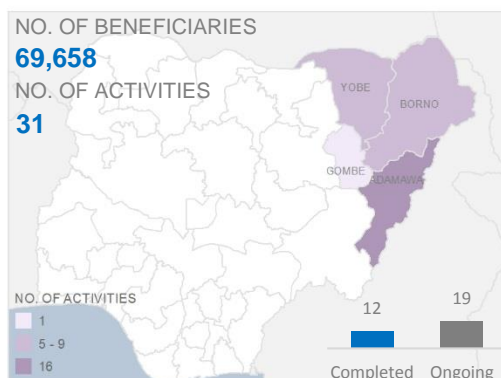 NO. OF BENEFICIARIES
69,658
NO. OF ACTIVITIES
31
YOBE
BORNO
GOMBE
ADAMAWA
NO. OF ACTIVITIES
1
5 - 9
16
12
19
Completed
Ongoing